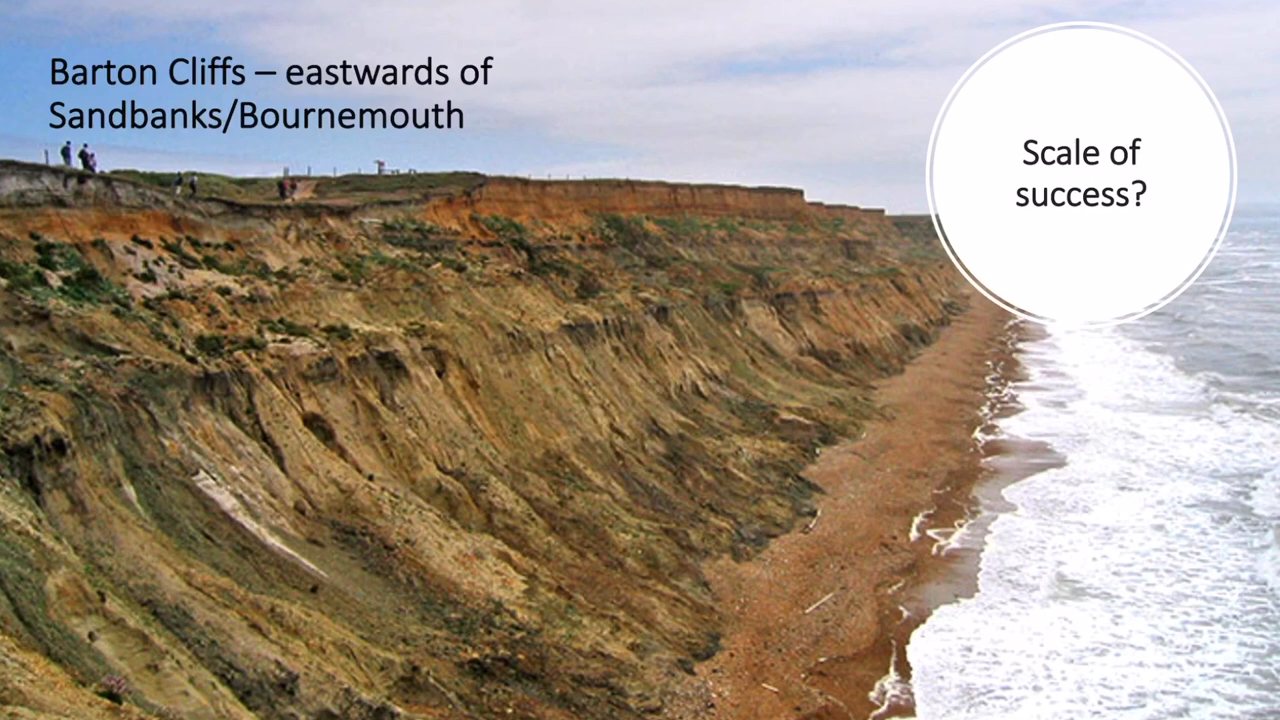 Barton Cliffs – eastwards of
Sandbanks/Bournemouth
Scale of
success?